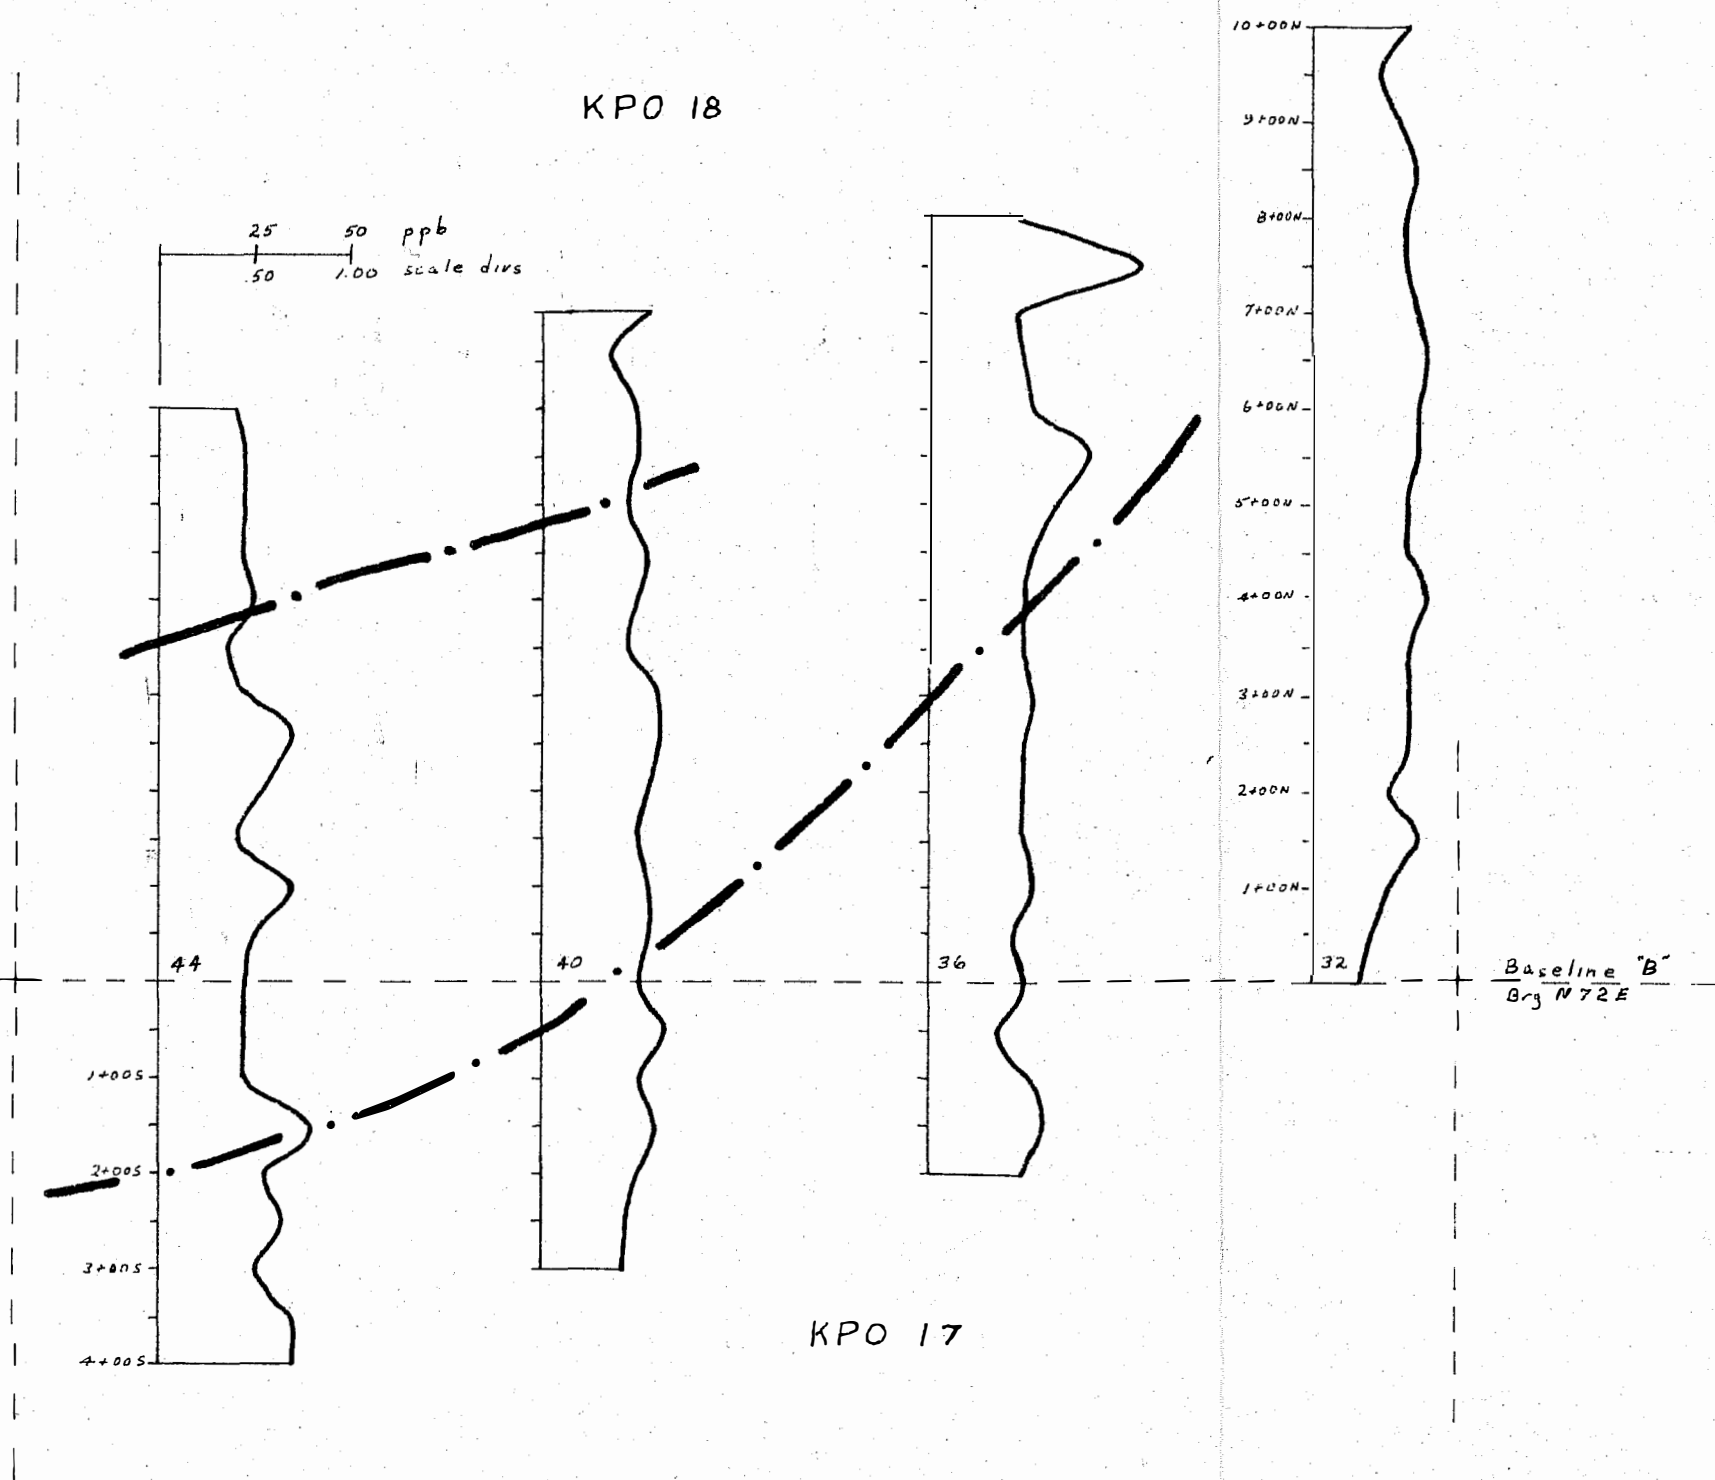 10+00N
KPO 18
9+00N
8+00N
25 50 ppb
.50 1.00 scale divs
7+00N
6+00N
5+00N
4+00N
3+00N
2+00N
1+00N
44 40 36 32
Baseline "B"
Brg N 72 E
1+00S
2+00S
3+00S
KPO 17
4+00S